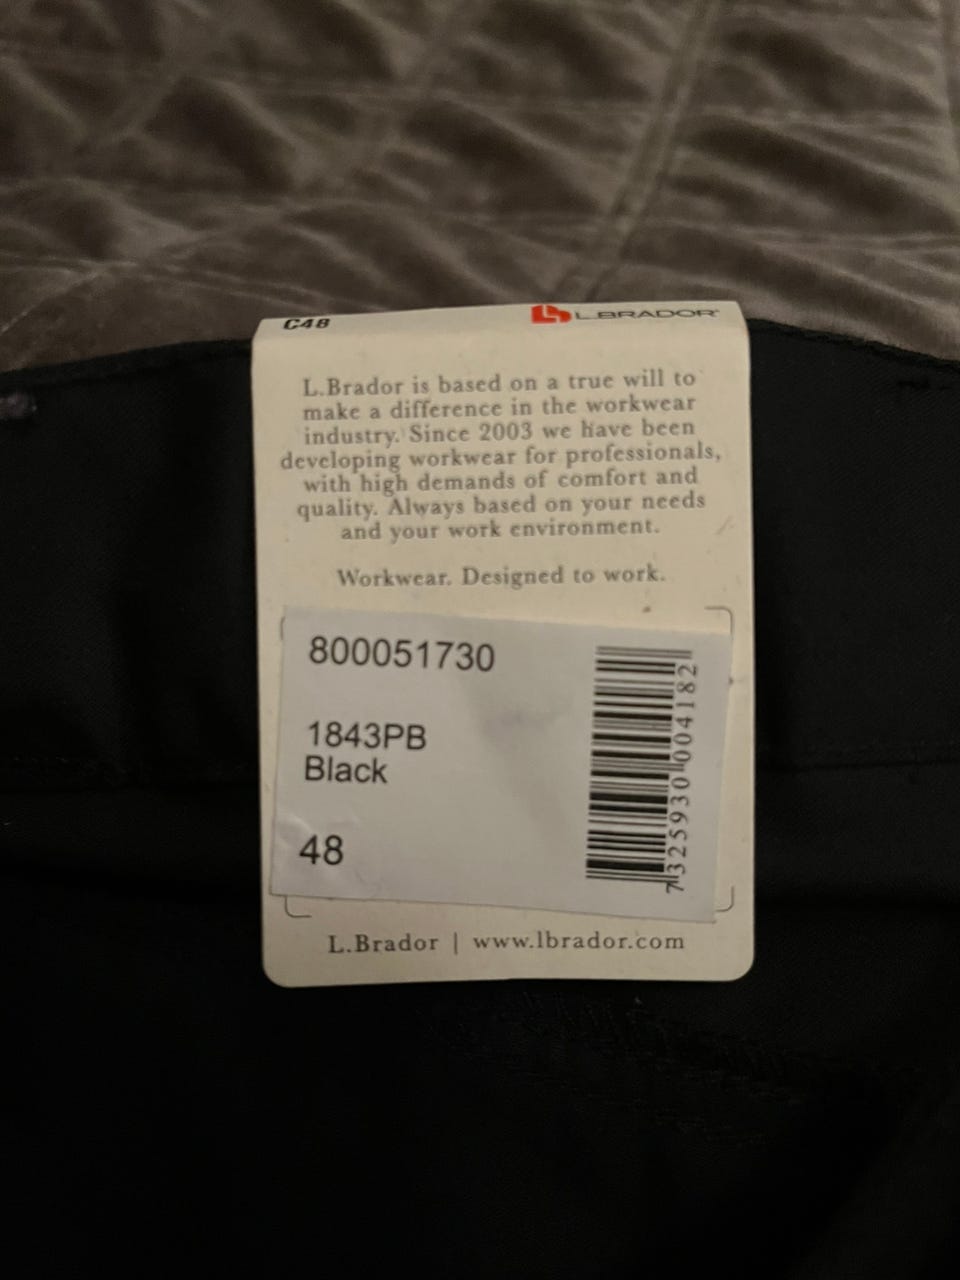 C48
L.BRADOR
L.Brador is based on a true will to
make a difference in the workwear
industry. Since 2003 we have been
developing workwear for professionals,
with high demands of comfort and
quality. Always based on your needs
and your work environment.
Workwear. Designed to work.
800051730
1843PB
Black
48
7325930004182
L.Brador | www.lbrador.com